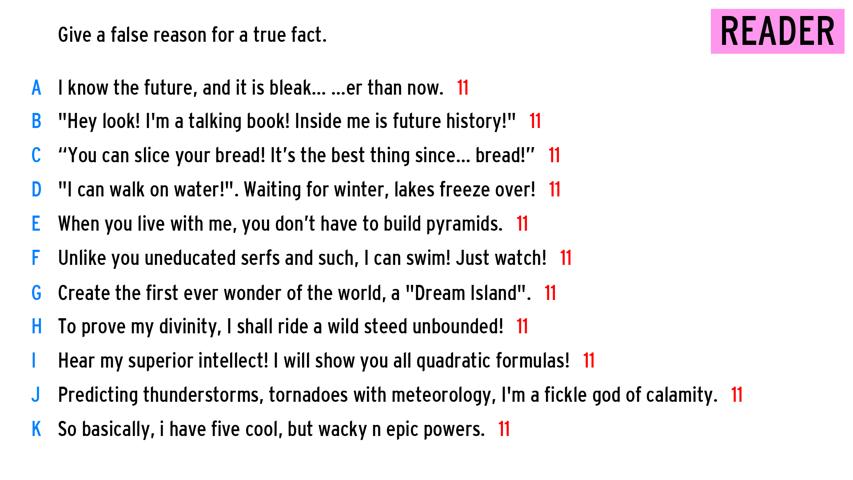 Give a false reason for a true fact.
READER
A I know the future, and it is bleak... ...er than now. 11
B "Hey look! I'm a talking book! Inside me is future history!" 11
C “You can slice your bread! It’s the best thing since... bread!” 11
D "I can walk on water!". Waiting for winter, lakes freeze over! 11
E When you live with me, you don’t have to build pyramids. 11
F Unlike you uneducated serfs and such, I can swim! Just watch! 11
G Create the first ever wonder of the world, a "Dream Island". 11
H To prove my divinity, I shall ride a wild steed unbounded! 11
I Hear my superior intellect! I will show you all quadratic formulas! 11
J Predicting thunderstorms, tornadoes with meteorology, I'm a fickle god of calamity. 11
K So basically, i have five cool, but wacky n epic powers. 11